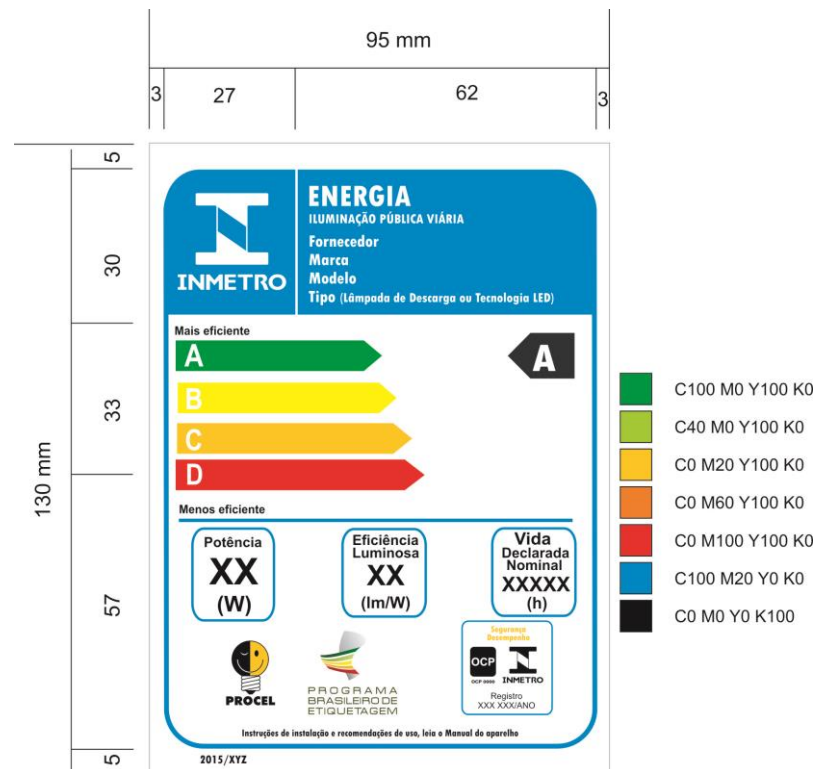 95 mm
3
27
62
3
5
30
33
130 mm
57
5
INMETRO
ENERGIA
ILUMINAÇÃO PÚBLICA VIÁRIA
Fornecedor
Marca
Modelo
Tipo (Lâmpada de Descarga ou Tecnologia LED)
Mais eficiente
A
A
B
C
D
Menos eficiente
Potência
XX
(W)
Eficiência
Luminosa
XX
(lm/W)
Vida
Declarada
Nominal
XXXXX
(h)
PROCEL
PROGRAMA
BRASILEIRO DE
ETIQUETAGEM
Segurança
Desempenho
OCP
OCP 0000
INMETRO
Registro
XXX XXX/ANO
Instruções de instalação e recomendações de uso, leia o Manual do aparelho
2015/XYZ
C100 M0 Y100 K0
C40 M0 Y100 K0
C0 M20 Y100 K0
C0 M60 Y100 K0
C0 M100 Y100 K0
C100 M20 Y0 K0
C0 M0 Y0 K100